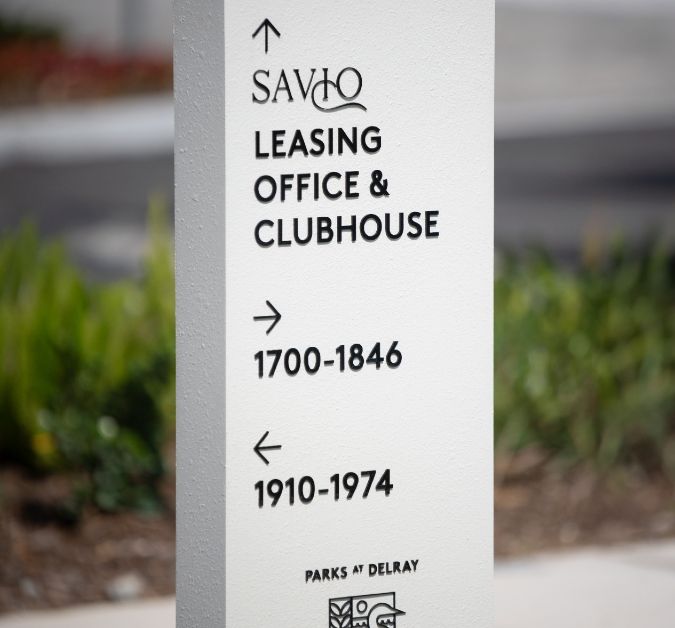 ↑
SAVIO
LEASING
OFFICE &
CLUBHOUSE
→
1700-1846
←
1910-1974
PARKS AT DELRAY